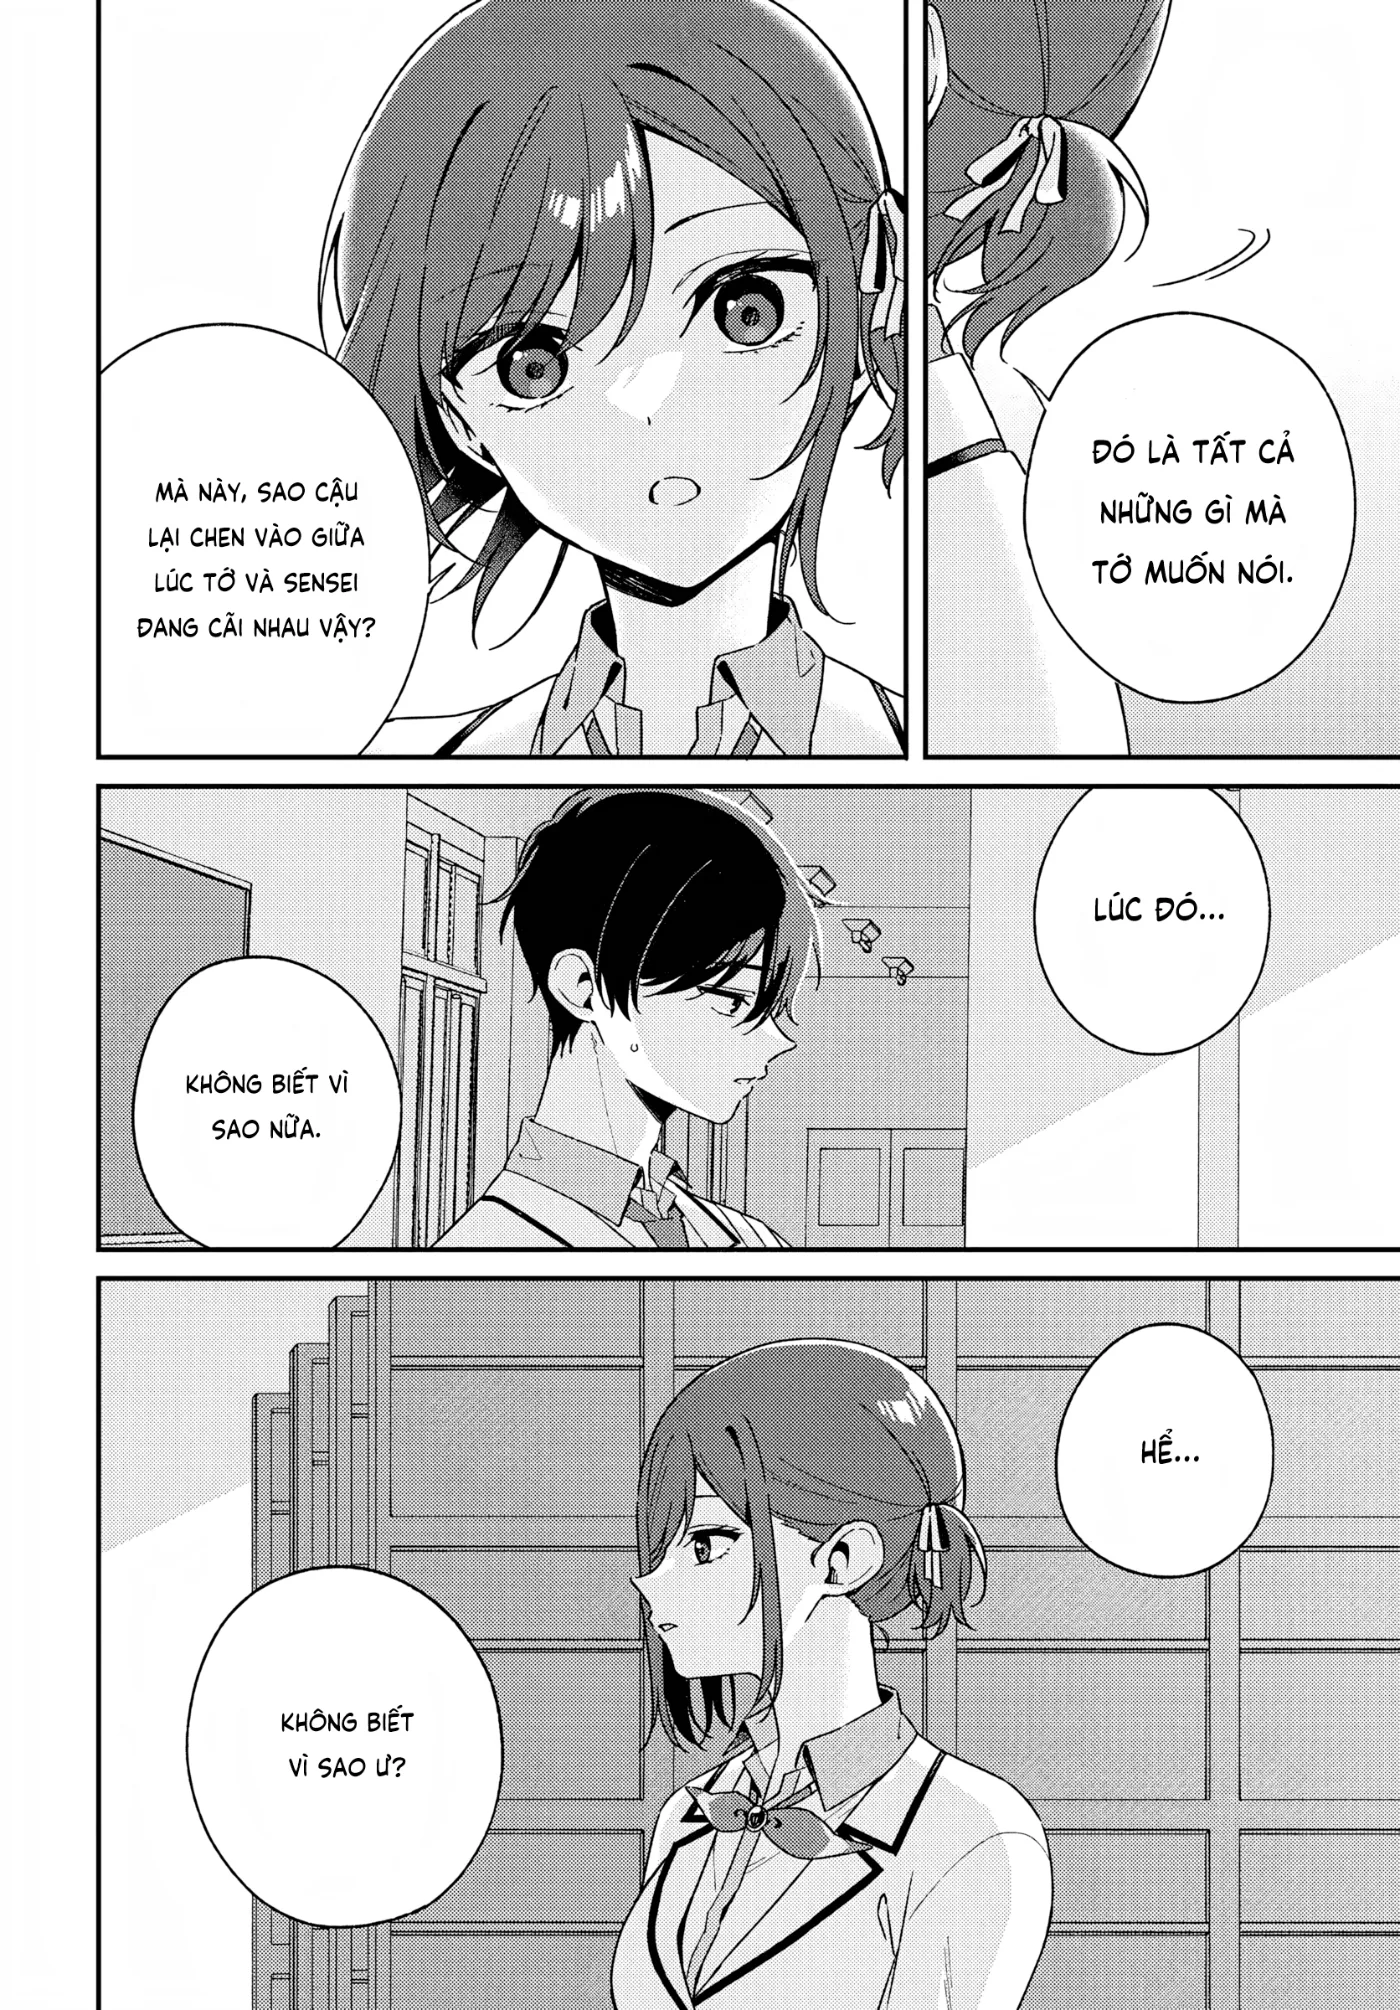 ĐÓ LÀ TẤT CẢ
NHỮNG GÌ MÀ
TỚ MUỐN NÓI.
MÀ NÀY, SAO CẬU
LẠI CHEN VÀO GIỮA
LÚC TỚ VÀ SENSEI
ĐANG CÃI NHAU VẬY?
LÚC ĐÓ...
KHÔNG BIẾT VÌ
SAO NỮA.
HỂ...
KHÔNG BIẾT
VÌ SAO Ư?